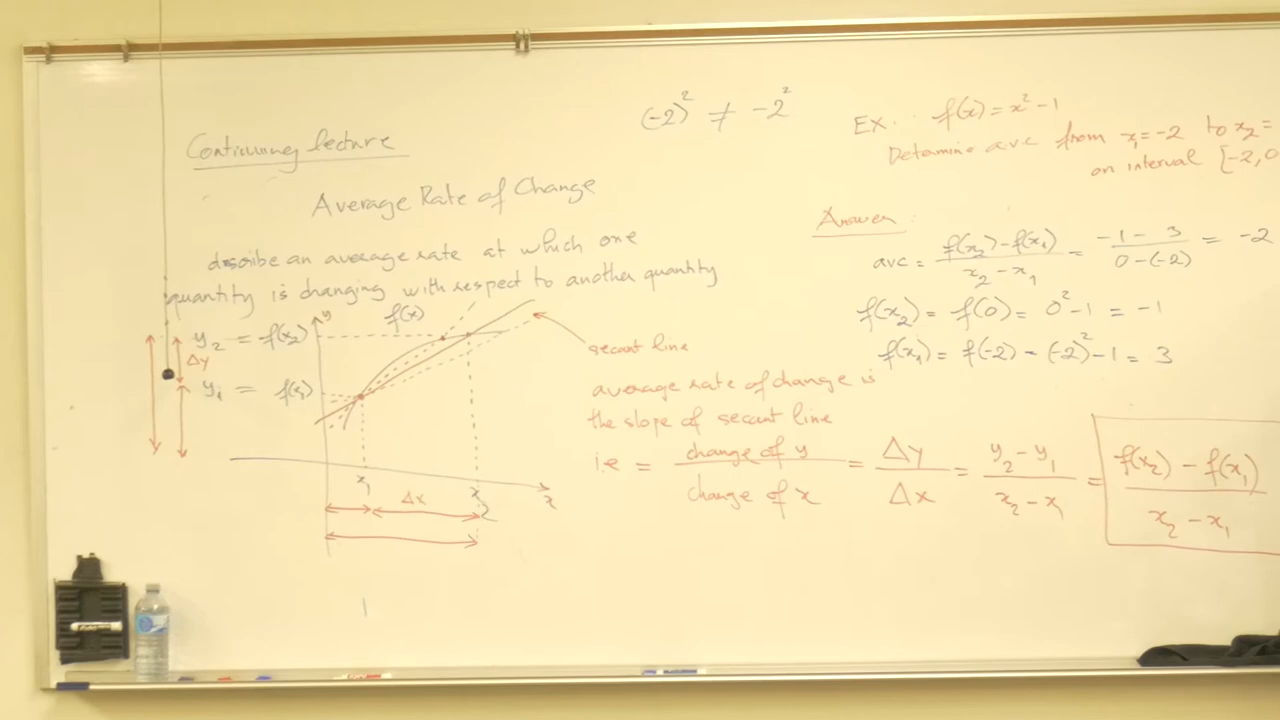 Continuing lecture
Average Rate of Change
describe an average rate at which one
quantity is changing with respect to another quantity
y₂ = f(x₂)
Δy
y₁ = f(x₁)
y
f(x)
x₁
x₂
x
Δx
secant line
average rate of change is
the slope of secant line
i.e = change of y / change of x = Δy / Δx = y₂ - y₁ / x₂ - x₁ = f(x₂) - f(x₁) / x₂ - x₁
(-2)² ≠ -2²
EX: f(x) = x² - 1
Determine avc from x₁ = -2 to x₂ =
on interval [-2, 0
Answer:
avc = f(x₂) - f(x₁) / x₂ - x₁ = -1 - 3 / 0 - (-2) = -2
f(x₂) = f(0) = 0² - 1 = -1
f(x₁) = f(-2) = (-2)² - 1 = 3